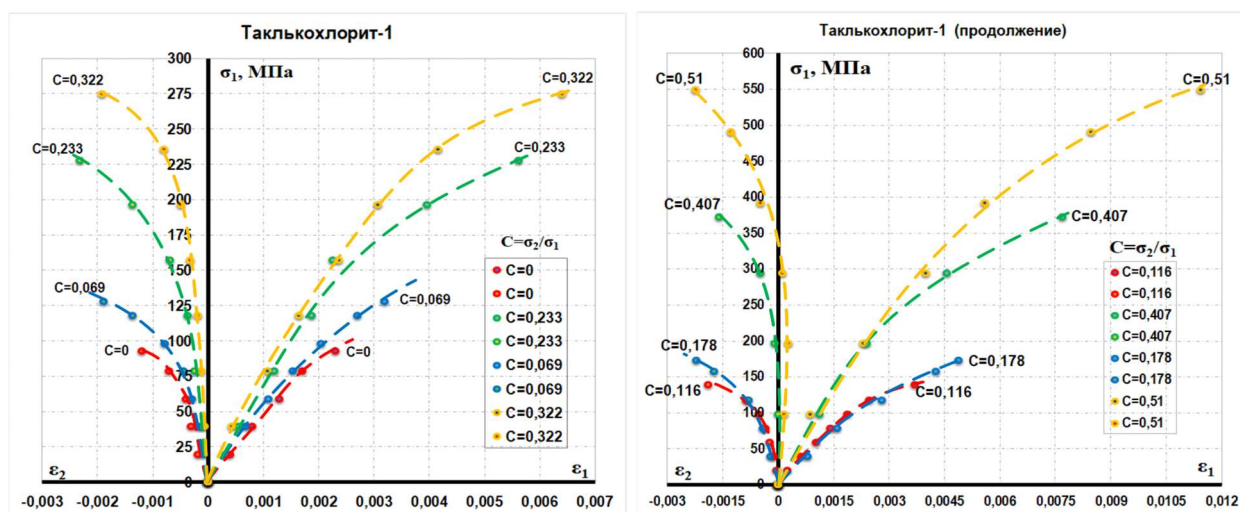 Таклькохлорит-1
σ₁, МПа
300
275
250
225
200
175
150
125
100
75
50
25
0
C=0,322
C=0,233
C=0,069
C=0
C=0,322
C=0,233
C=0,069
C=0
C=σ₂/σ₁
C=0
C=0
C=0,233
C=0,233
C=0,069
C=0,069
C=0,322
C=0,322
ε₂
ε₁
-0,003 -0,002 -0,001 0 0,001 0,002 0,003 0,004 0,005 0,006 0,007
Таклькохлорит-1 (продолжение)
σ₁, МПа
600
550
500
450
400
350
300
250
200
150
100
50
0
C=0,51
C=0,407
C=0,178
C=0,116
C=0,51
C=0,407
C=0,178
C=0,116
C=σ₂/σ₁
C=0,116
C=0,116
C=0,407
C=0,407
C=0,178
C=0,178
C=0,51
C=0,51
ε₂
ε₁
-0,003 -0,0015 0 0,0015 0,003 0,0045 0,006 0,0075 0,009 0,0105 0,012